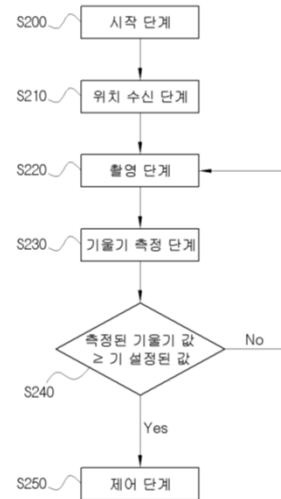 S200 시작 단계
S210 위치 수신 단계
S220 촬영 단계
S230 기울기 측정 단계
측정된 기울기 값
≥ 기 설정된 값
No
S240
Yes
S250 제어 단계